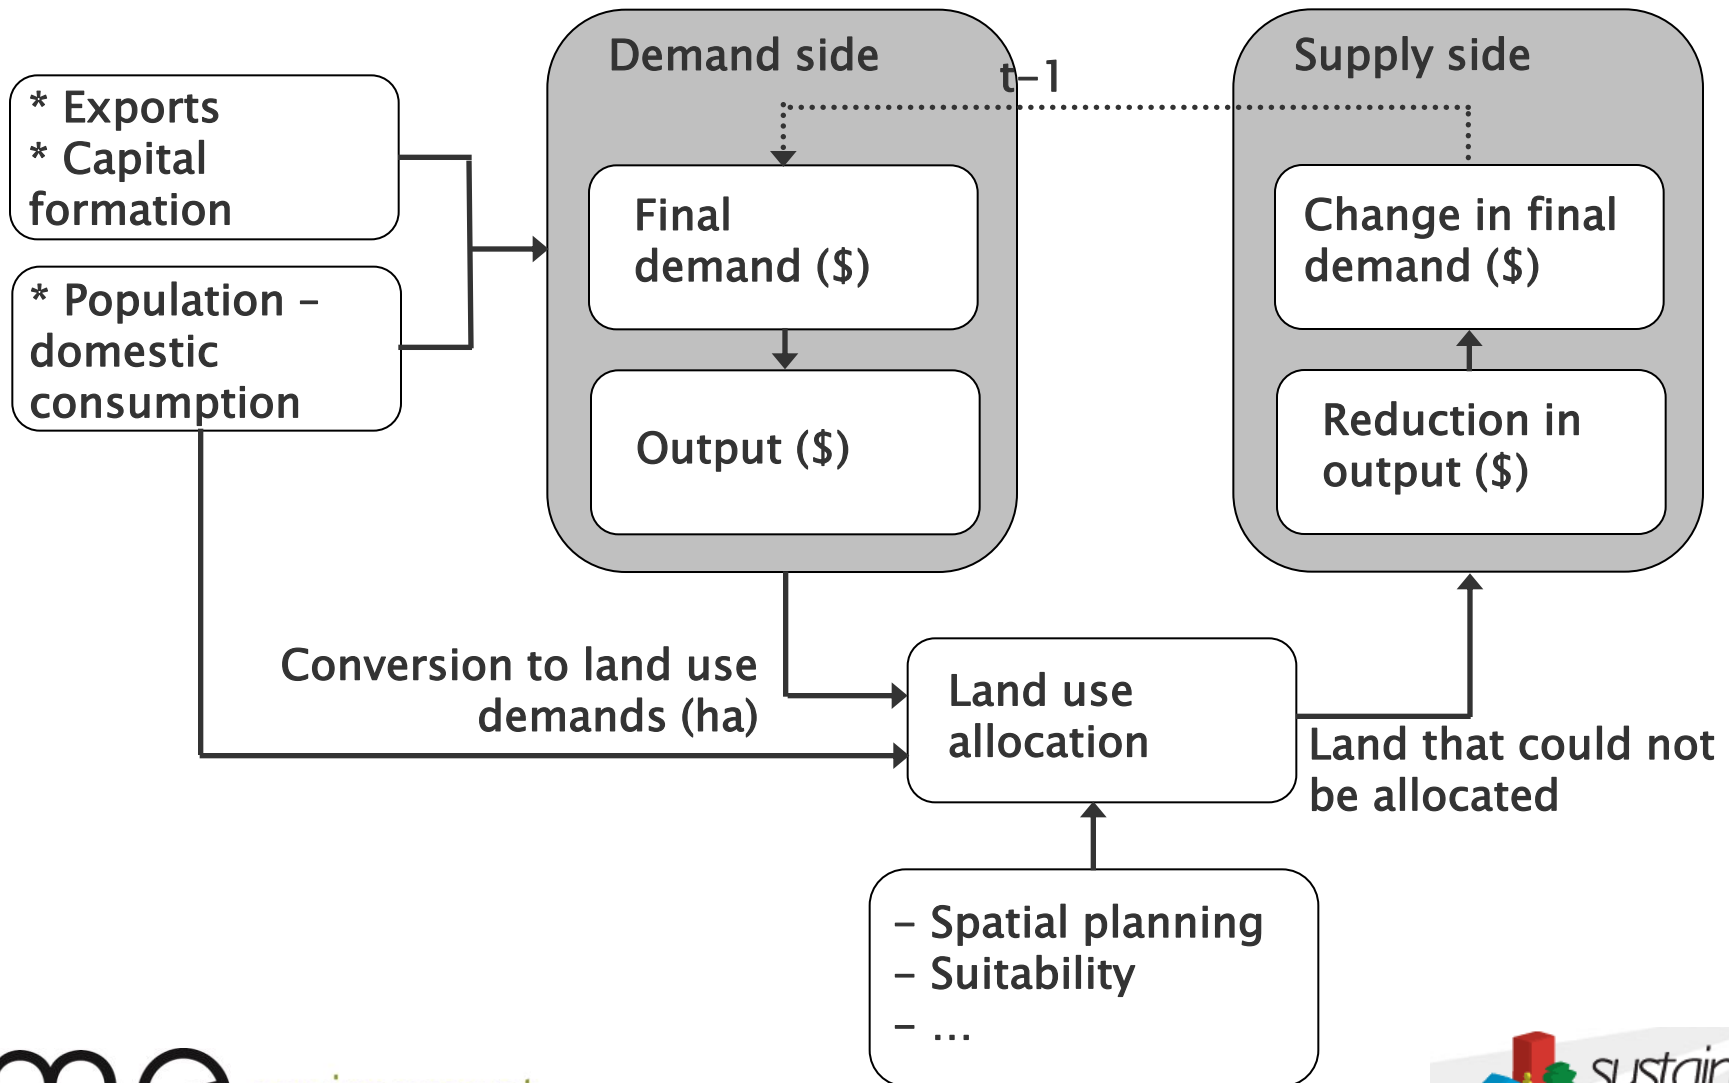 Demand side
Supply side
t-1
* Exports
* Capital
formation
* Population –
domestic
consumption
Final
demand ($)
Output ($)
Change in final
demand ($)
Reduction in
output ($)
Conversion to land use
demands (ha)
Land use
allocation
Land that could not
be allocated
– Spatial planning
– Suitability
– ...